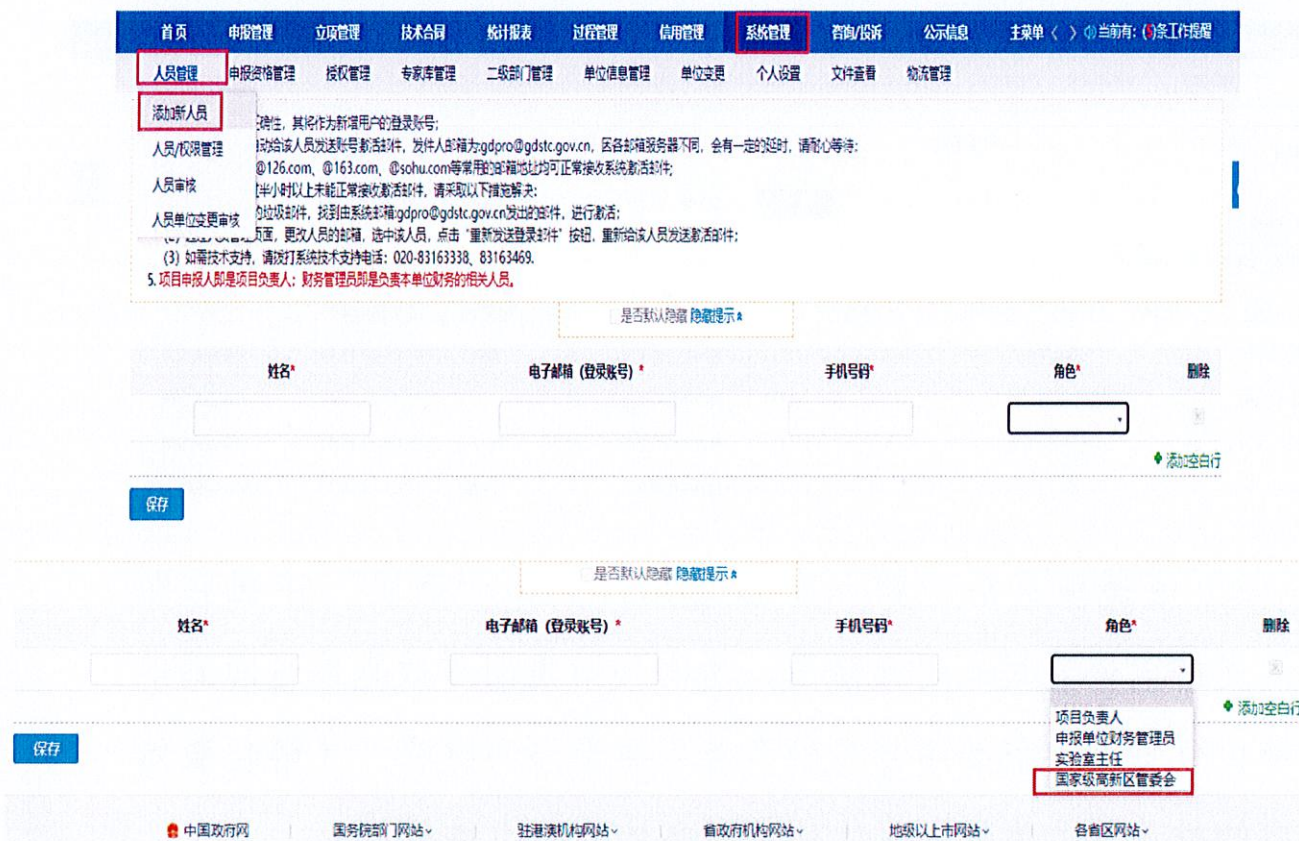 首页 申报管理 立项管理 技术合同 统计报表 过程管理 信用管理 系统管理 咨询/投诉 公示信息 主菜单 〈 〉 当前有: (5)条工作提醒
人员管理 申报资格管理 授权管理 专家库管理 二级部门管理 单位信息管理 单位变更 个人设置 文件查看 物流管理
添加新人员
人员/权限管理
人员审核
人员单位变更审核
确性，其将作为新增用户的登录账号;
动给该人员发送账号激活邮件，发件人邮箱为:gdpro@gdstc.gov.cn，因各邮箱服务器不同，会有一定的延时，请耐心等待;
@126.com、@163.com、@sohu.com等常用的邮箱地址均可正常接收系统激活邮件;
半小时以上未能正常接收激活邮件，请采取以下措施解决:
的垃圾邮件，找到由系统邮箱:gdpro@gdstc.gov.cn发出的邮件，进行激活;
页面，更改人员的邮箱，选中该人员，点击“重新发送登录邮件”按钮，重新给该人员发送激活邮件;
(3) 如需技术支持，请拨打系统技术支持电话：020-83163338、83163469.
5. 项目申报人即是项目负责人；财务管理员即是负责本单位财务的相关人员。
是否默认隐藏 隐藏提示
姓名* 电子邮箱（登录账号）* 手机号码* 角色* 删除
添加空白行
保存
是否默认隐藏 隐藏提示
姓名* 电子邮箱（登录账号）* 手机号码* 角色* 删除
添加空白行
项目负责人
申报单位财务管理员
实验室主任
国家级高新区管委会
保存
中国政府网 国务院部门网站 驻港澳机构网站 省政府机构网站 地级以上市网站 各省区网站